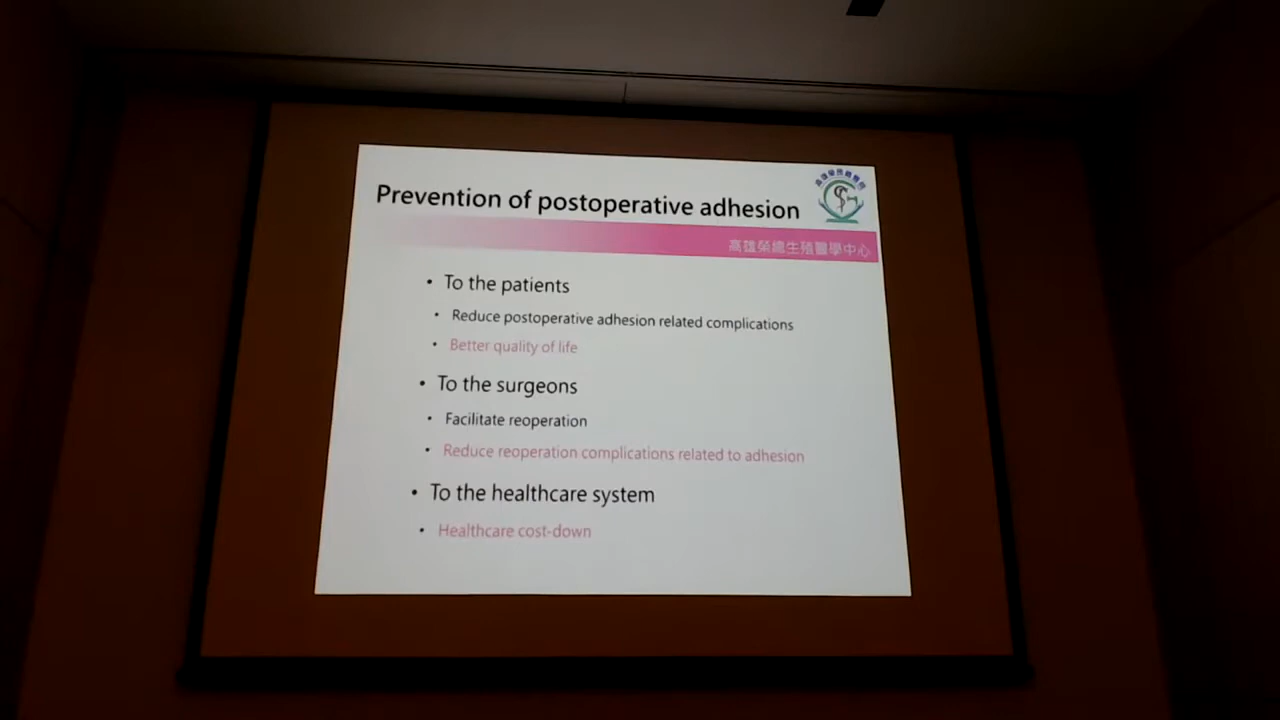 Prevention of postoperative adhesion
高雄榮總生殖醫學中心
• To the patients
• Reduce postoperative adhesion related complications
• Better quality of life
• To the surgeons
• Facilitate reoperation
• Reduce reoperation complications related to adhesion
• To the healthcare system
• Healthcare cost-down